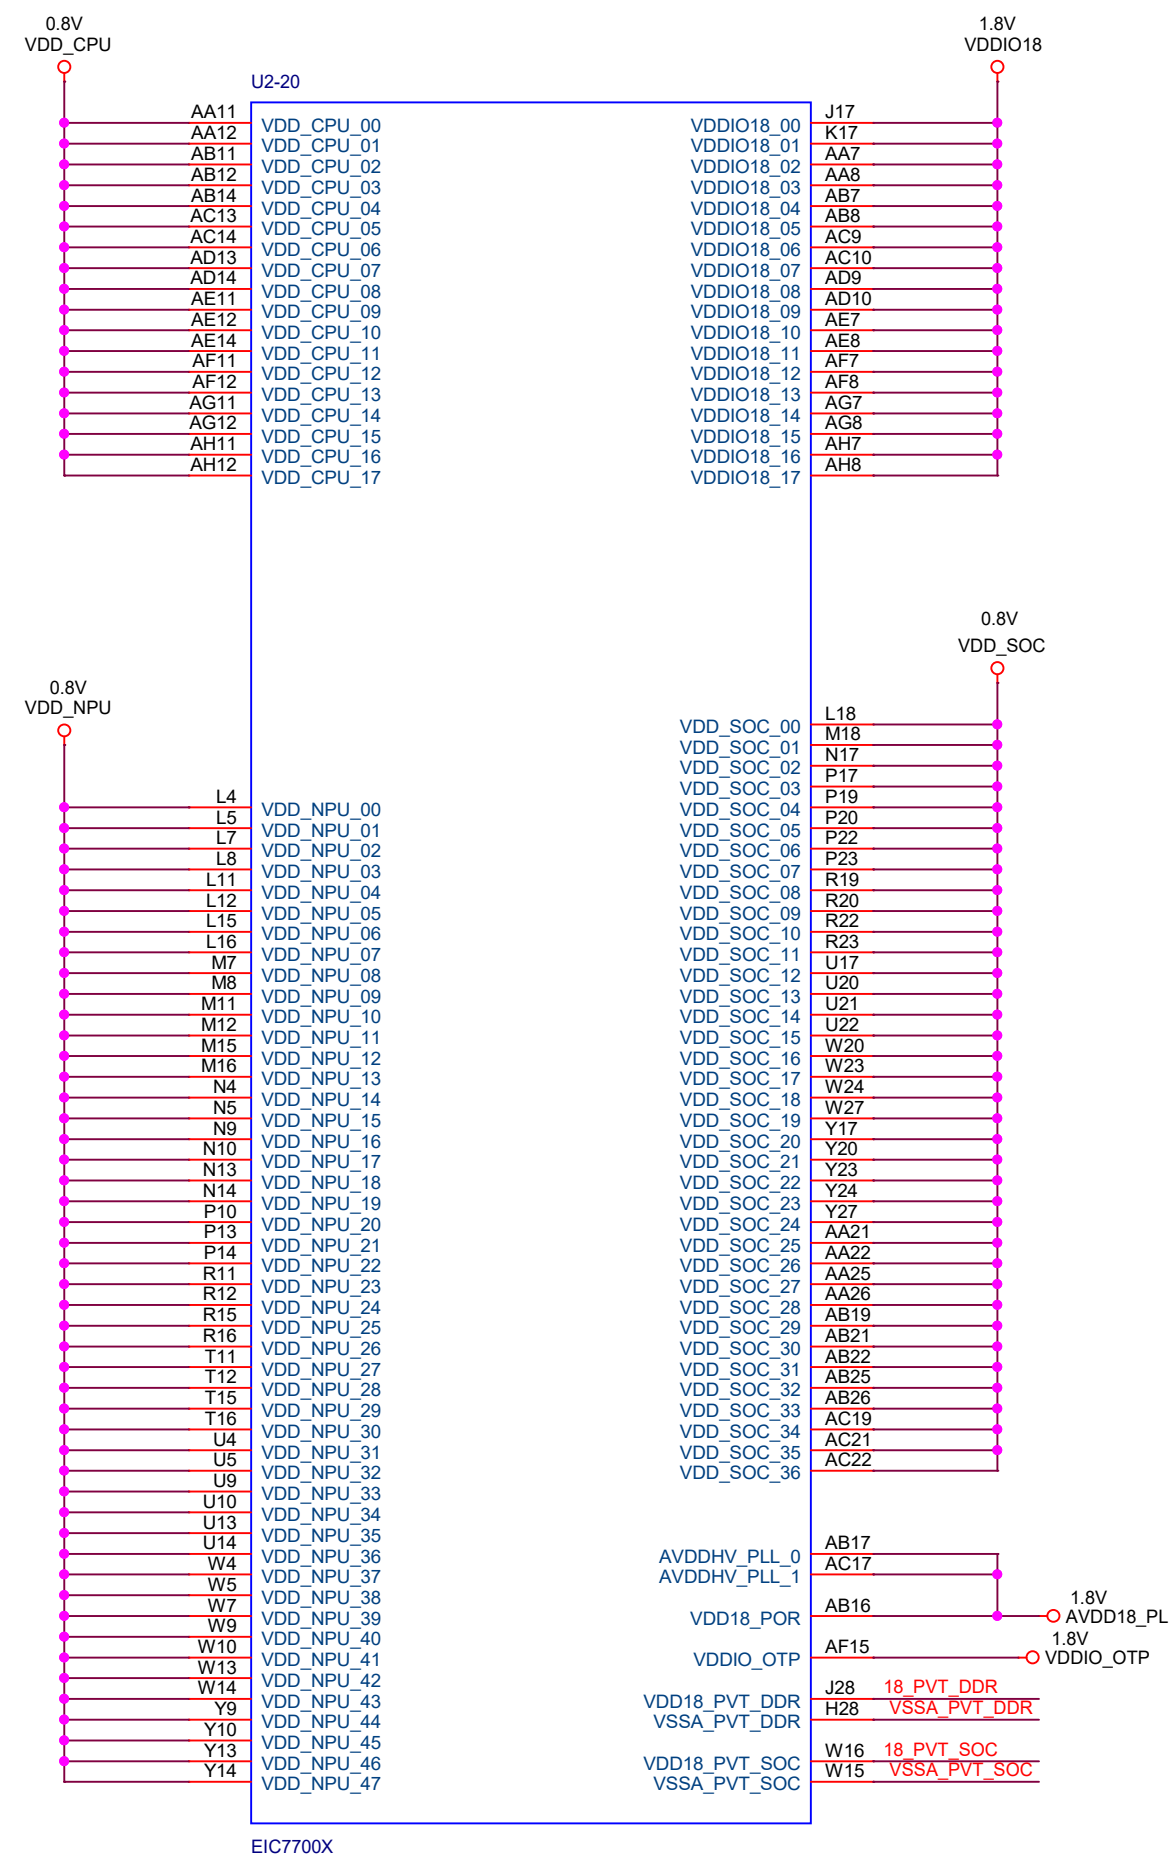 0.8V
VDD_CPU
1.8V
VDDIO18
U2-20
AA11 VDD_CPU_00 VDDIO18_00 J17
AA12 VDD_CPU_01 VDDIO18_01 K17
AB11 VDD_CPU_02 VDDIO18_02 AA7
AB12 VDD_CPU_03 VDDIO18_03 AA8
AB14 VDD_CPU_04 VDDIO18_04 AB7
AC13 VDD_CPU_05 VDDIO18_05 AB8
AC14 VDD_CPU_06 VDDIO18_06 AC9
AD13 VDD_CPU_07 VDDIO18_07 AC10
AD14 VDD_CPU_08 VDDIO18_08 AD9
AE11 VDD_CPU_09 VDDIO18_09 AD10
AE12 VDD_CPU_10 VDDIO18_10 AE7
AE14 VDD_CPU_11 VDDIO18_11 AE8
AF11 VDD_CPU_12 VDDIO18_12 AF7
AF12 VDD_CPU_13 VDDIO18_13 AF8
AG11 VDD_CPU_14 VDDIO18_14 AG7
AG12 VDD_CPU_15 VDDIO18_15 AG8
AH11 VDD_CPU_16 VDDIO18_16 AH7
AH12 VDD_CPU_17 VDDIO18_17 AH8
0.8V
VDD_SOC
0.8V
VDD_NPU
VDD_SOC_00 L18
VDD_SOC_01 M18
VDD_SOC_02 N17
VDD_SOC_03 P17
L4 VDD_NPU_00 VDD_SOC_04 P19
L5 VDD_NPU_01 VDD_SOC_05 P20
L7 VDD_NPU_02 VDD_SOC_06 P22
L8 VDD_NPU_03 VDD_SOC_07 P23
L11 VDD_NPU_04 VDD_SOC_08 R19
L12 VDD_NPU_05 VDD_SOC_09 R20
L15 VDD_NPU_06 VDD_SOC_10 R22
L16 VDD_NPU_07 VDD_SOC_11 R23
M7 VDD_NPU_08 VDD_SOC_12 U17
M8 VDD_NPU_09 VDD_SOC_13 U20
M11 VDD_NPU_10 VDD_SOC_14 U21
M12 VDD_NPU_11 VDD_SOC_15 U22
M15 VDD_NPU_12 VDD_SOC_16 W20
M16 VDD_NPU_13 VDD_SOC_17 W23
N4 VDD_NPU_14 VDD_SOC_18 W24
N5 VDD_NPU_15 VDD_SOC_19 W27
N9 VDD_NPU_16 VDD_SOC_20 Y17
N10 VDD_NPU_17 VDD_SOC_21 Y20
N13 VDD_NPU_18 VDD_SOC_22 Y23
N14 VDD_NPU_19 VDD_SOC_23 Y24
P10 VDD_NPU_20 VDD_SOC_24 Y27
P13 VDD_NPU_21 VDD_SOC_25 AA21
P14 VDD_NPU_22 VDD_SOC_26 AA22
R11 VDD_NPU_23 VDD_SOC_27 AA25
R12 VDD_NPU_24 VDD_SOC_28 AA26
R15 VDD_NPU_25 VDD_SOC_29 AB19
R16 VDD_NPU_26 VDD_SOC_30 AB21
T11 VDD_NPU_27 VDD_SOC_31 AB22
T12 VDD_NPU_28 VDD_SOC_32 AB25
T15 VDD_NPU_29 VDD_SOC_33 AB26
T16 VDD_NPU_30 VDD_SOC_34 AC19
U4 VDD_NPU_31 VDD_SOC_35 AC21
U5 VDD_NPU_32 VDD_SOC_36 AC22
U9 VDD_NPU_33
U10 VDD_NPU_34
U13 VDD_NPU_35
U14 VDD_NPU_36 AVDDHV_PLL_0 AB17
W4 VDD_NPU_37 AVDDHV_PLL_1 AC17
W5 VDD_NPU_38
W7 VDD_NPU_39 VDD18_POR AB16 1.8V AVDD18_PL
W9 VDD_NPU_40
W10 VDD_NPU_41 VDDIO_OTP AF15 1.8V VDDIO_OTP
W13 VDD_NPU_42
W14 VDD_NPU_43 VDD18_PVT_DDR J28 18_PVT_DDR
Y9 VDD_NPU_44 VSSA_PVT_DDR H28 VSSA_PVT_DDR
Y10 VDD_NPU_45
Y13 VDD_NPU_46 VDD18_PVT_SOC W16 18_PVT_SOC
Y14 VDD_NPU_47 VSSA_PVT_SOC W15 VSSA_PVT_SOC
EIC7700X